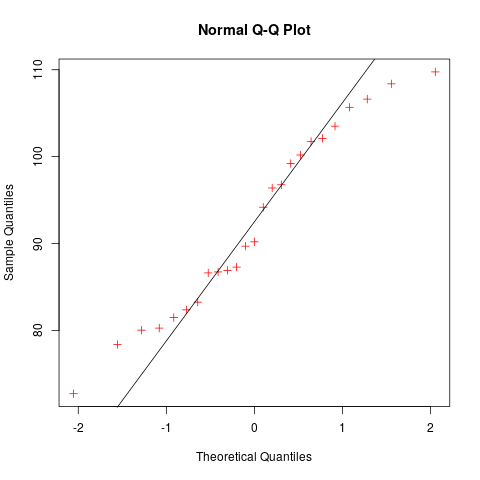 Normal Q-Q Plot
110
100
90
80
Sample Quantiles
-2 -1 0 1 2
Theoretical Quantiles